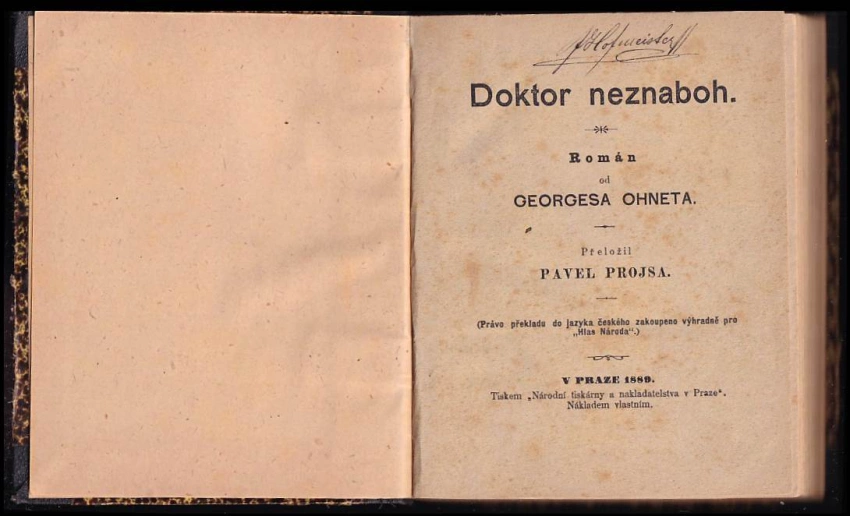 Doktor neznaboh.
Román
od
GEORGESA OHNETA.
Přeložil
PAVEL PROJSA.
(Právo překladu do jazyka českého zakoupeno výhradně pro
„Hlas Národa“.)
V PRAZE 1889.
Tiskem „Národní tiskárny a nakladatelstva v Praze“.
Nákladem vlastním.